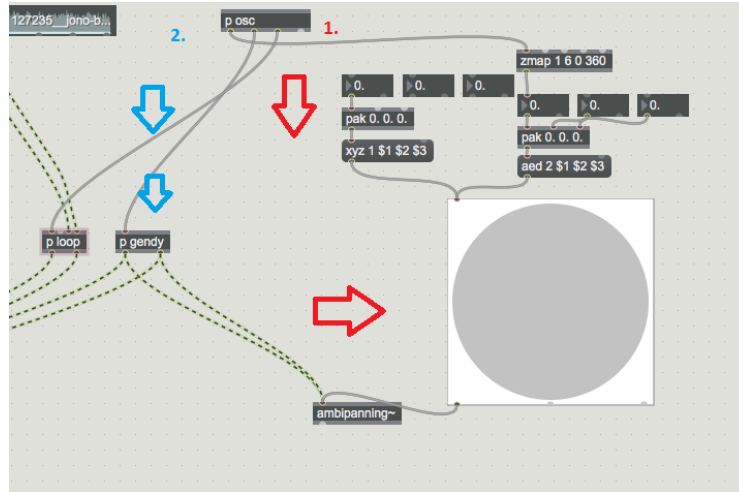 127235__jono-b...
p osc
1.
2.
zmap 1 6 0 360
0.
0.
0.
0.
0.
0.
pak 0. 0. 0.
pak 0. 0. 0.
xyz 1 $1 $2 $3
aed 2 $1 $2 $3
p loop
p gendy
ambipanning~